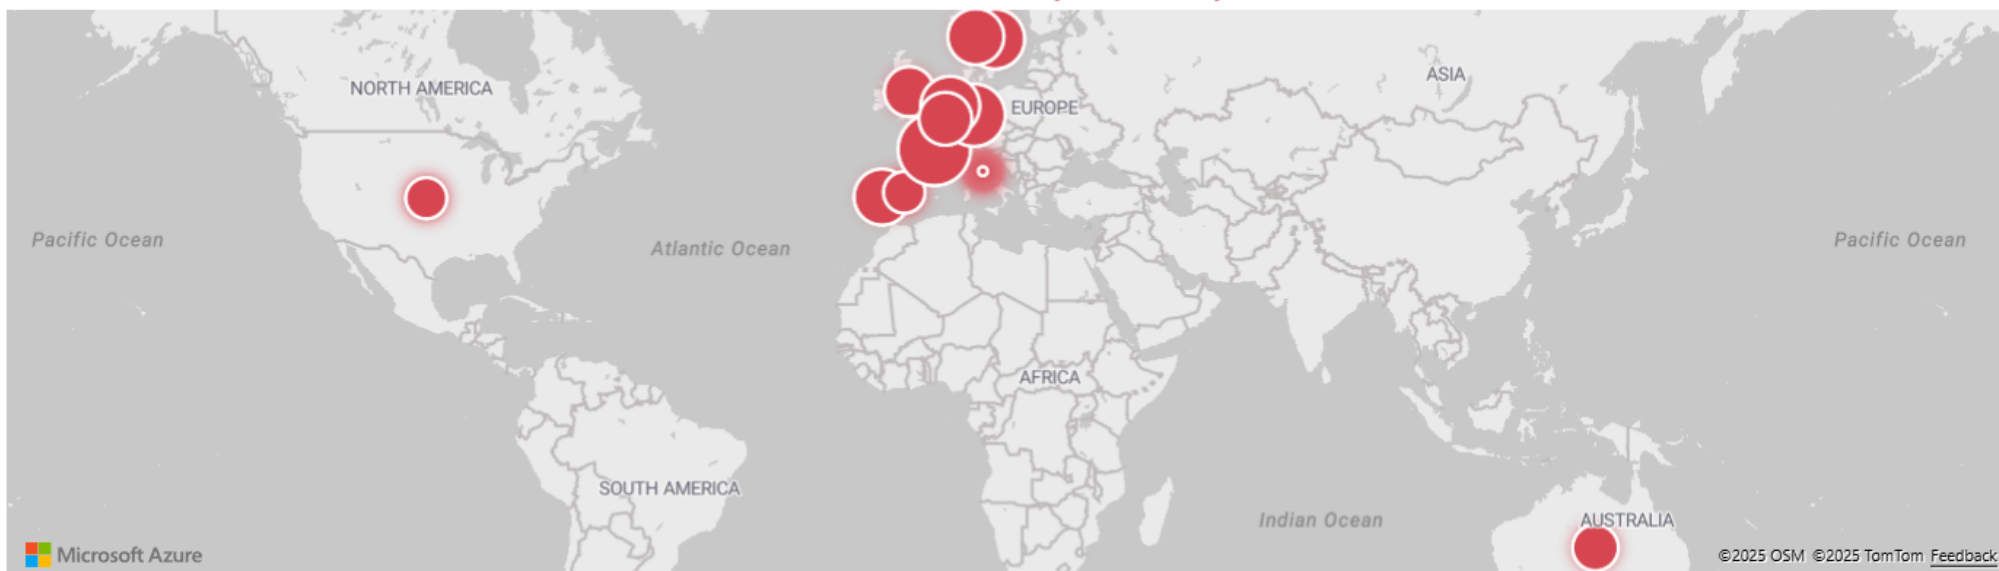 NORTH AMERICA
ASIA
EUROPE
Pacific Ocean
Atlantic Ocean
Pacific Ocean
AFRICA
SOUTH AMERICA
Indian Ocean
AUSTRALIA
Microsoft Azure
©2025 OSM ©2025 TomTom Feedback